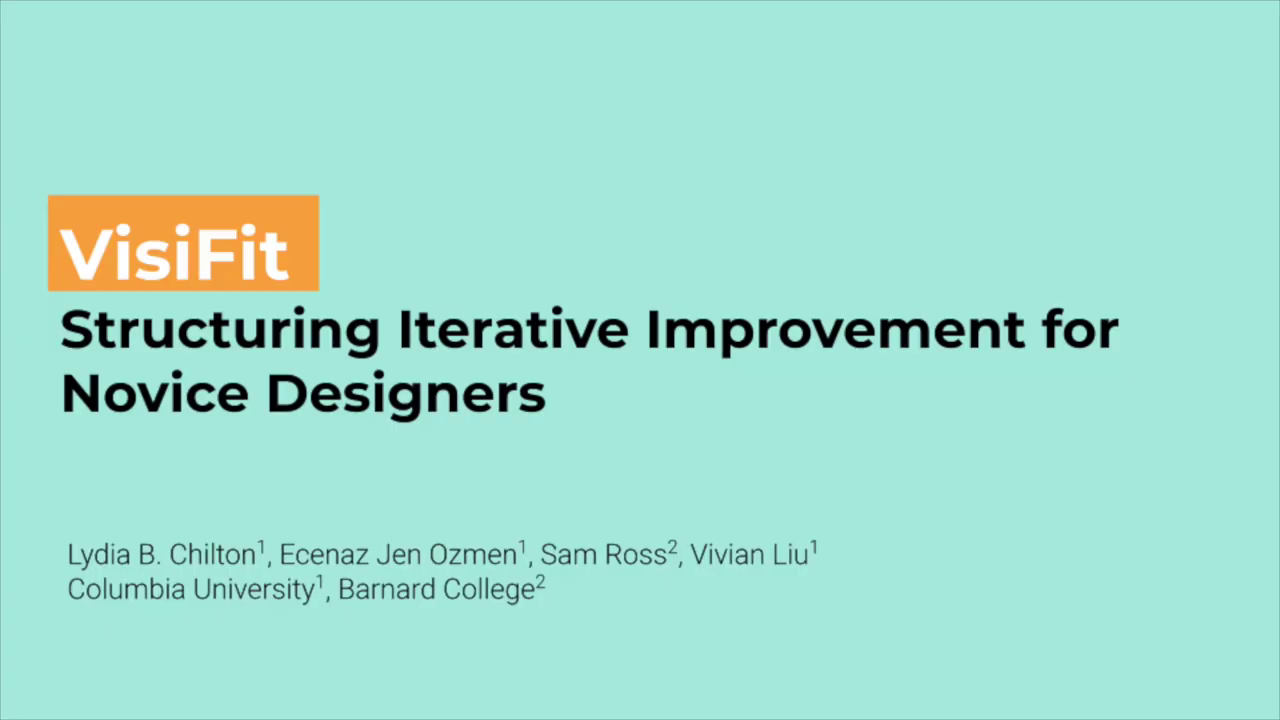 VisiFit
Structuring Iterative Improvement for
Novice Designers
Lydia B. Chilton¹, Ecenaz Jen Ozmen¹, Sam Ross², Vivian Liu¹
Columbia University¹, Barnard College²